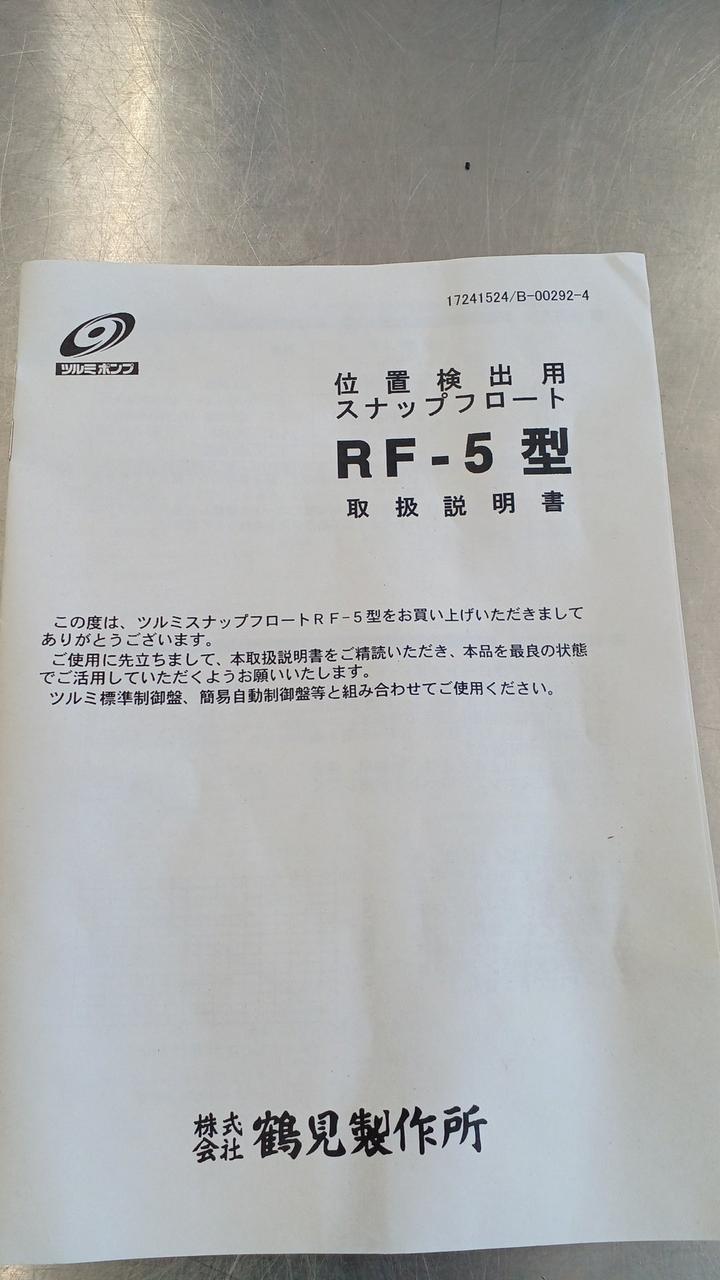 17241524/B-00292-4
ツルミポンプ
位置検出用
スナップフロート
RF-5型
取扱説明書
この度は、ツルミスナップフロートRF-5型をお買い上げいただきまして
ありがとうございます。
ご使用に先立ちまして、本取扱説明書をご精読いただき、本品を最良の状態
でご活用していただくようお願いいたします。
ツルミ標準制御盤、簡易自動制御盤等と組み合わせてご使用ください。
株式会社 鶴見製作所